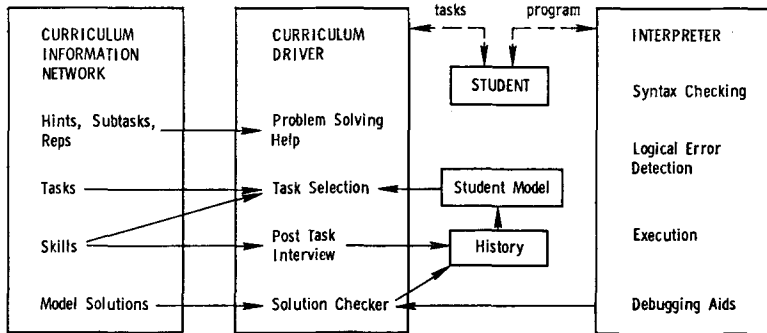 CURRICULUM
INFORMATION
NETWORK
Hints, Subtasks,
Reps
Tasks
Skills
Model Solutions
CURRICULUM
DRIVER
Problem Solving
Help
Task Selection
Post Task
Interview
Solution Checker
tasks
program
STUDENT
Student Model
History
INTERPRETER
Syntax Checking
Logical Error
Detection
Execution
Debugging Aids